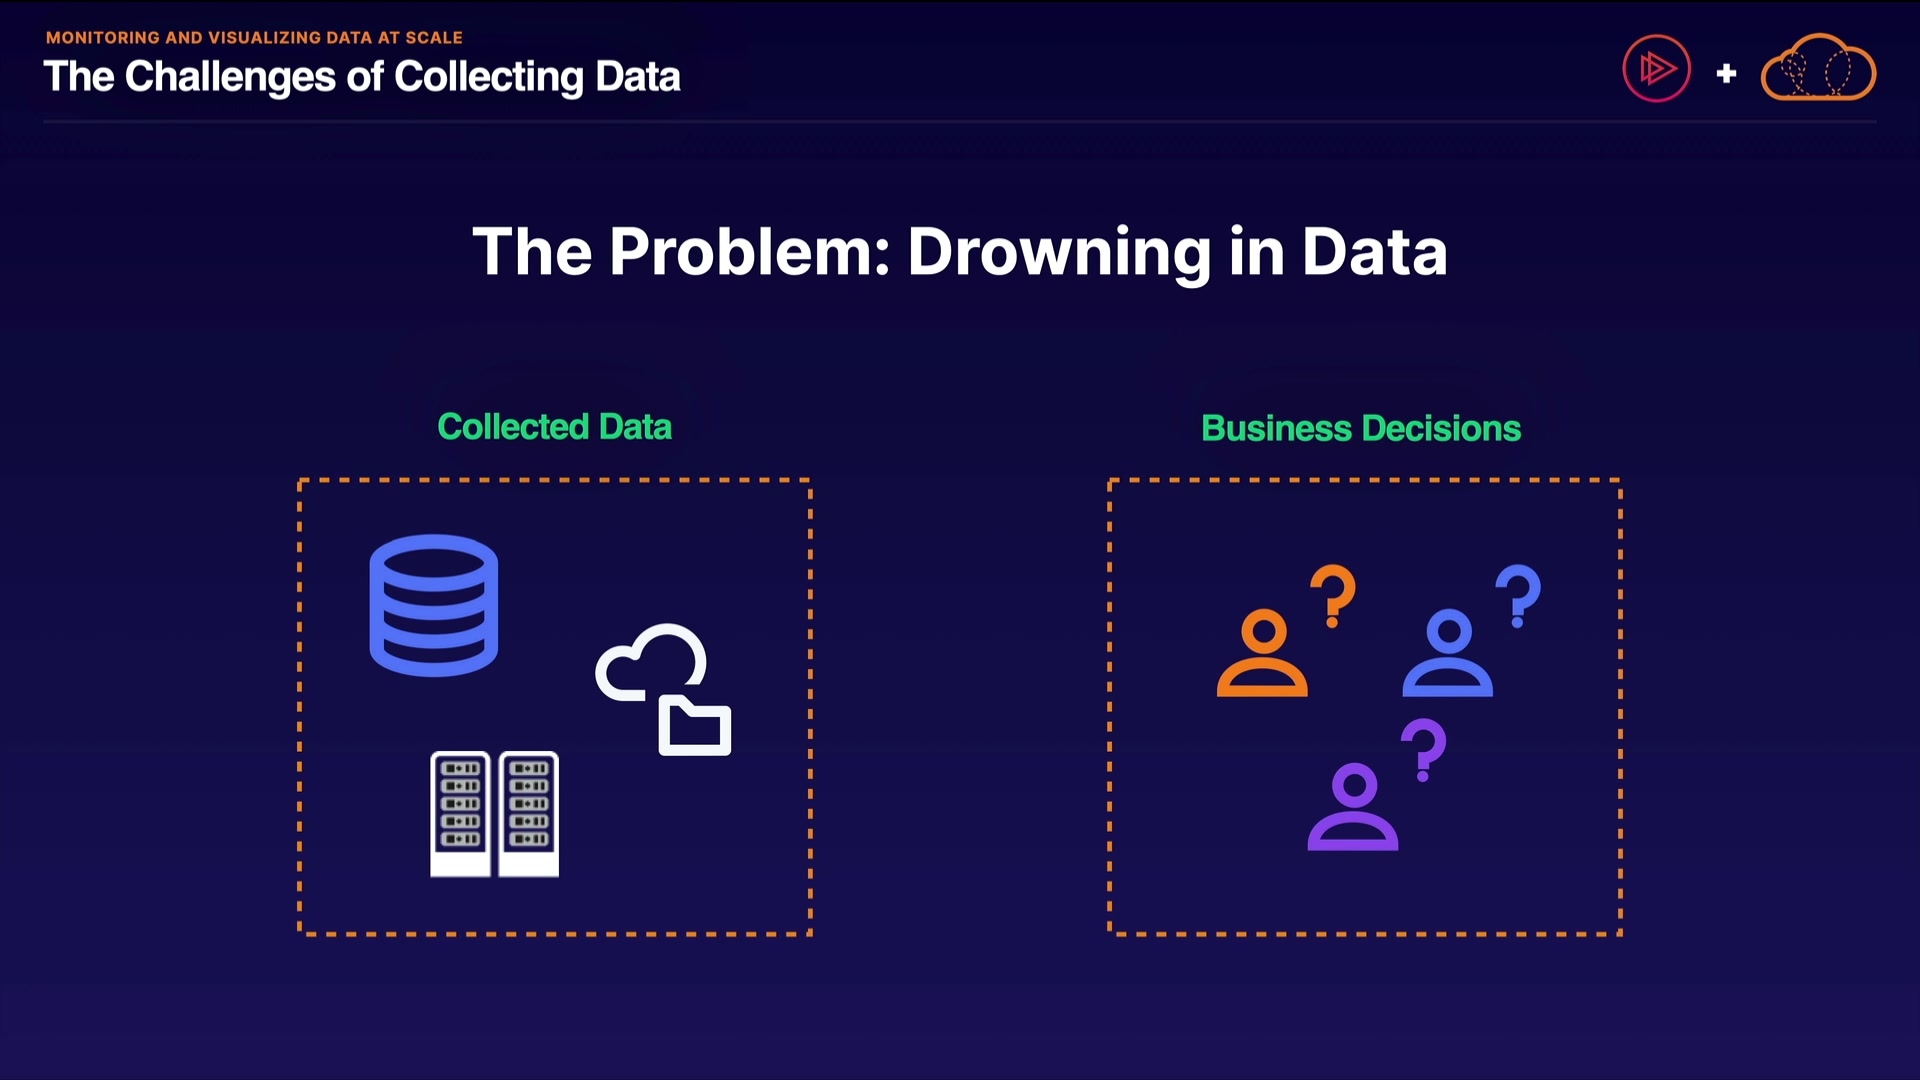 MONITORING AND VISUALIZING DATA AT SCALE
The Challenges of Collecting Data
+
The Problem: Drowning in Data
Collected Data
Business Decisions
? ?
?